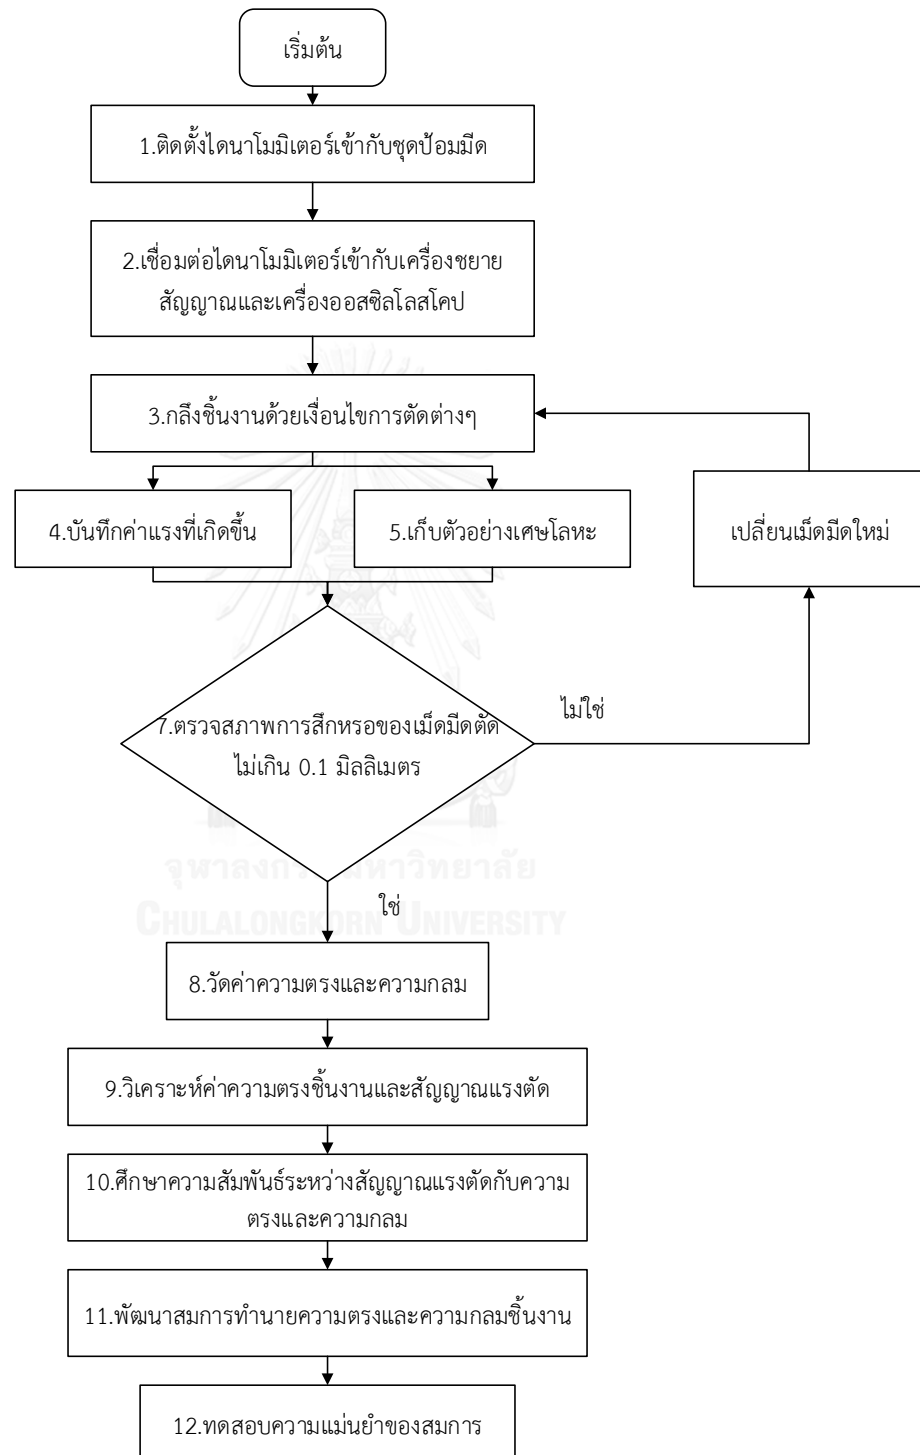 เริ่มต้น
1.ติดตั้งไดนาโมมิเตอร์เข้ากับชุดป้อมมีด
2.เชื่อมต่อไดนาโมมิเตอร์เข้ากับเครื่องขยาย
สัญญาณและเครื่องออสซิลโลสโคป
3.กลึงชิ้นงานด้วยเงื่อนไขการตัดต่างๆ
4.บันทึกค่าแรงที่เกิดขึ้น
5.เก็บตัวอย่างเศษโลหะ
เปลี่ยนเม็ดมีดใหม่
ไม่ใช่
7.ตรวจสภาพการสึกหรอของเม็ดมีดตัด
ไม่เกิน 0.1 มิลลิเมตร
จุฬาลงกรณ์มหาวิทยาลัย
ใช่
CHULALONGKORN UNIVERSITY
8.วัดค่าความตรงและความกลม
9.วิเคราะห์ค่าความตรงชิ้นงานและสัญญาณแรงตัด
10.ศึกษาความสัมพันธ์ระหว่างสัญญาณแรงตัดกับความ
ตรงและความกลม
11.พัฒนาสมการทำนายความตรงและความกลมชิ้นงาน
12.ทดสอบความแม่นยำของสมการ